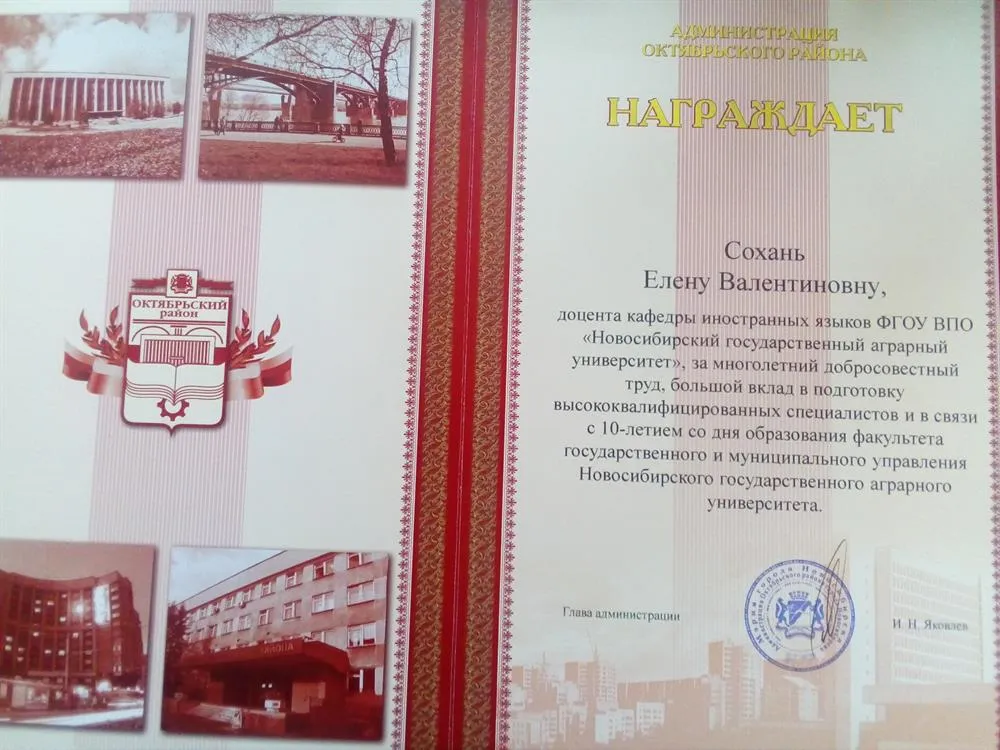 ОКТЯБРЬСКИЙ
район
АДМИНИСТРАЦИЯ
ОКТЯБРЬСКОГО РАЙОНА
НАГРАЖДАЕТ
Сохань
Елену Валентиновну,
доцента кафедры иностранных языков ФГОУ ВПО
«Новосибирский государственный аграрный
университет», за многолетний добросовестный
труд, большой вклад в подготовку
высококвалифицированных специалистов и в связи
с 10-летием со дня образования факультета
государственного и муниципального управления
Новосибирского государственного аграрного
университета.
Глава администрации
И. Н. Яковлев